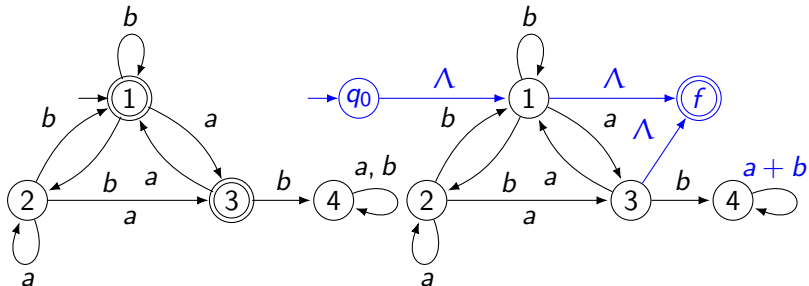 b b
Λ Λ
1 q0 1 f
b a b a Λ
a a a, b a + b
2 b 3 b 4 2 b 3 b 4
a a
a a